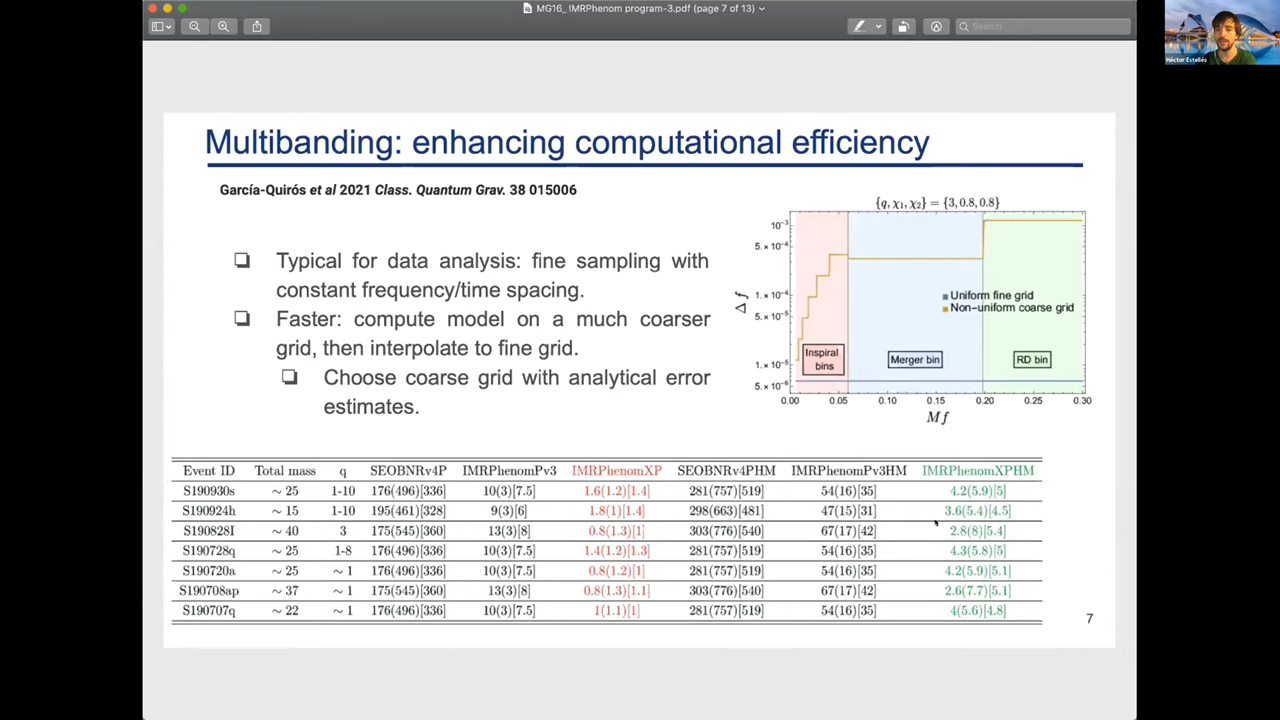 MG16_ IMRPhenom program-3.pdf (page 7 of 13)
Search
Héctor Estellés
Multibanding: enhancing computational efficiency
García-Quirós et al 2021 Class. Quantum Grav. 38 015006
❏ Typical for data analysis: fine sampling with
constant frequency/time spacing.
❏ Faster: compute model on a much coarser
grid, then interpolate to fine grid.
❏ Choose coarse grid with analytical error
estimates.
{q, χ1, χ2} = {3, 0.8, 0.8}
10⁻³
5.×10⁻⁴
1.×10⁻⁴
5.×10⁻⁵
1.×10⁻⁵
5.×10⁻⁶
Δ f
Uniform fine grid
Non-uniform coarse grid
Inspiral
bins
Merger bin
RD bin
0.00 0.05 0.10 0.15 0.20 0.25 0.30
Mf
Event ID Total mass q SEOBNRv4P IMRPhenomPv3 IMRPhenomXP SEOBNRv4PHM IMRPhenomPv3HM IMRPhenomXPHM
S190930s ∼ 25 1-10 176(496)[336] 10(3)[7.5] 1.6(1.2)[1.4] 281(757)[519] 54(16)[35] 4.2(5.9)[5]
S190924h ∼ 15 1-10 195(461)[328] 9(3)[6] 1.8(1)[1.4] 298(663)[481] 47(15)[31] 3.6(5.4)[4.5]
S190828l ∼ 40 3 175(545)[360] 13(3)[8] 0.8(1.3)[1] 303(776)[540] 67(17)[42] 2.8(8)[5.4]
S190728q ∼ 25 1-8 176(496)[336] 10(3)[7.5] 1.4(1.2)[1.3] 281(757)[519] 54(16)[35] 4.3(5.8)[5]
S190720a ∼ 25 ∼ 1 176(496)[336] 10(3)[7.5] 0.8(1.2)[1] 281(757)[519] 54(16)[35] 4.2(5.9)[5.1]
S190708ap ∼ 37 ∼ 1 175(545)[360] 13(3)[8] 0.8(1.3)[1.1] 303(776)[540] 67(17)[42] 2.6(7.7)[5.1]
S190707q ∼ 22 ∼ 1 176(496)[336] 10(3)[7.5] 1(1.1)[1] 281(757)[519] 54(16)[35] 4(5.6)[4.8]
7